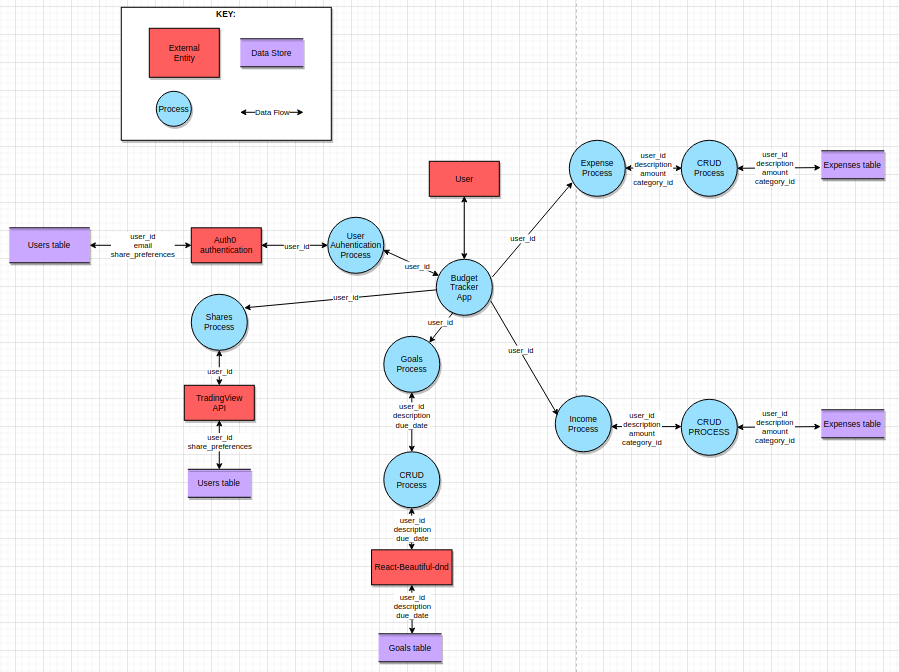 KEY:
External
Entity
Data Store
Process
Data Flow
User
Expense
Process
user_id
description
amount
category_id
CRUD
Process
user_id
description
amount
category_id
Expenses table
Users table
user_id
email
share_preferences
Auth0
authentication
user_id
User
Auhentication
Process
user_id
Budget
Tracker
App
user_id
user_id
Shares
Process
user_id
user_id
Goals
Process
user_id
TradingView
API
user_id
share_preferences
Users table
user_id
description
due_date
CRUD
Process
user_id
description
due_date
React-Beautiful-dnd
user_id
description
due_date
Goals table
Income
Process
user_id
description
amount
category_id
CRUD
PROCESS
user_id
description
amount
category_id
Expenses table